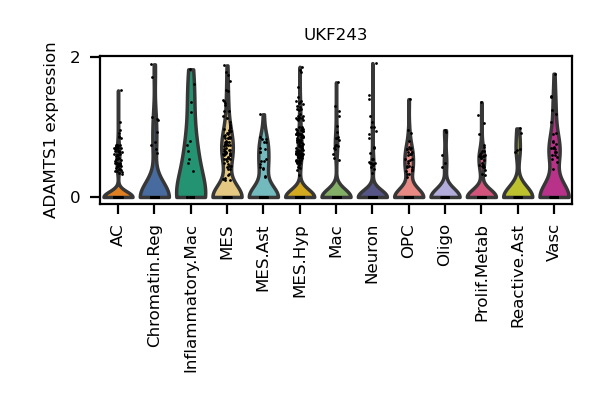 UKF243
ADAMTS1 expression
2
0
AC
Chromatin.Reg
Inflammatory.Mac
MES
MES.Ast
MES.Hyp
Mac
Neuron
OPC
Oligo
Prolif.Metab
Reactive.Ast
Vasc